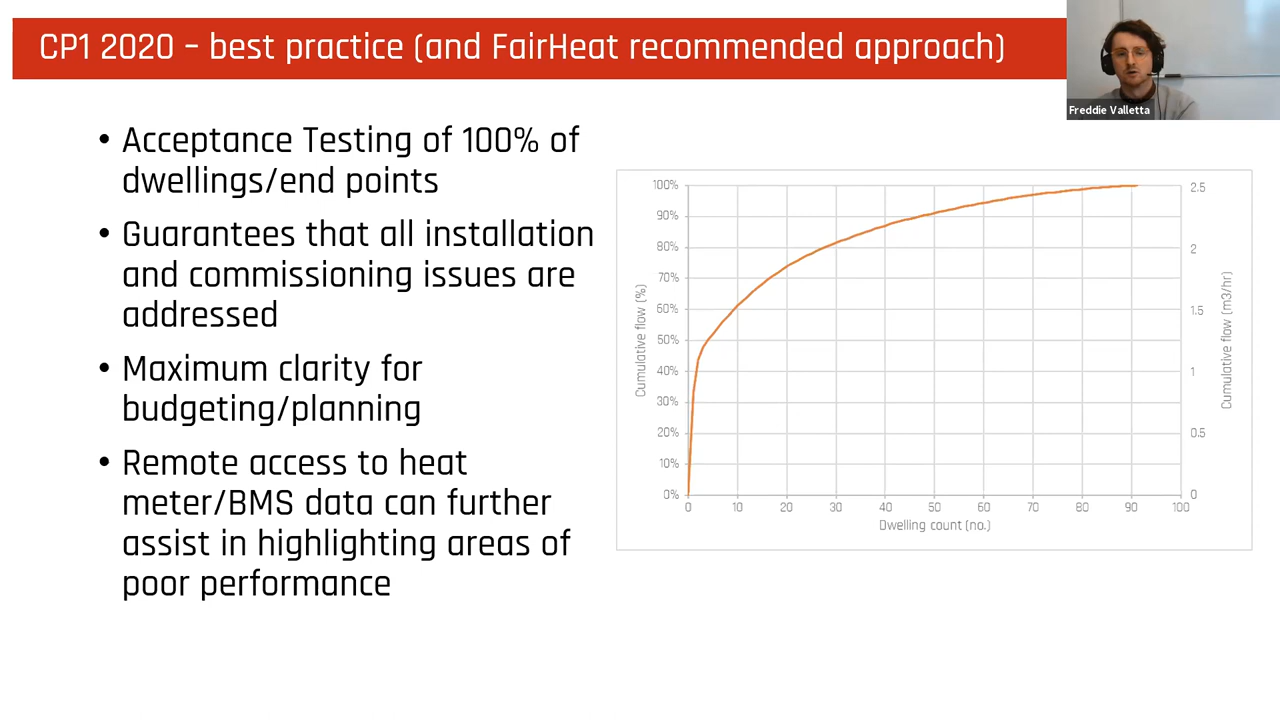 CP1 2020 – best practice (and FairHeat recommended approach)
Freddie Valletta
• Acceptance Testing of 100% of
dwellings/end points
• Guarantees that all installation
and commissioning issues are
addressed
• Maximum clarity for
budgeting/planning
• Remote access to heat
meter/BMS data can further
assist in highlighting areas of
poor performance
Cumulative flow (%)
100%
90%
80%
70%
60%
50%
40%
30%
20%
10%
0%
0 10 20 30 40 50 60 70 80 90 100
Dwelling count (no.)
2.5
2
1.5
1
0.5
0
Cumulative flow (m3/hr)